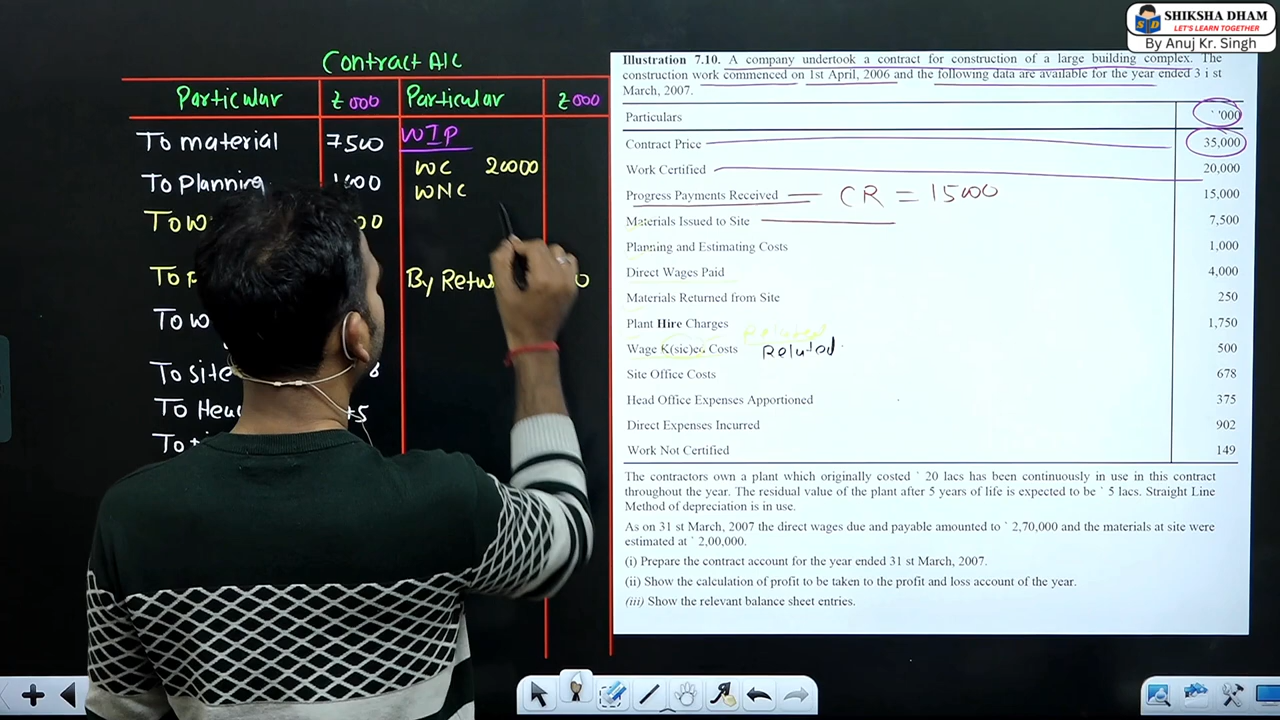 SHIKSHA DHAM
LET'S LEARN TOGETHER
By Anuj Kr. Singh
Contract A/C
Particular ₹ 000 Particular ₹ 000
To material 7500 WIP
WC 20000
To Planning 1000
WNC
To
To By
To
To site
To
To
Illustration 7.10. A company undertook a contract for construction of a large building complex. The
construction work commenced on 1st April, 2006 and the following data are available for the year ended 3 i st
March, 2007.
Particulars ` '000
Contract Price 35,000
Work Certified 20,000
Progress Payments Received CR = 1500 15,000
Materials Issued to Site 7,500
Planning and Estimating Costs 1,000
Direct Wages Paid 4,000
Materials Returned from Site 250
Plant Hire Charges 1,750
Wage K(sic)ec Costs Related 500
Site Office Costs 678
Head Office Expenses Apportioned 375
Direct Expenses Incurred 902
Work Not Certified 149
The contractors own a plant which originally costed ` 20 lacs has been continuously in use in this contract
throughout the year. The residual value of the plant after 5 years of life is expected to be ` 5 lacs. Straight Line
Method of depreciation is in use.
As on 31 st March, 2007 the direct wages due and payable amounted to ` 2,70,000 and the materials at site were
estimated at ` 2,00,000.
(i) Prepare the contract account for the year ended 31 st March, 2007.
(ii) Show the calculation of profit to be taken to the profit and loss account of the year.
(iii) Show the relevant balance sheet entries.